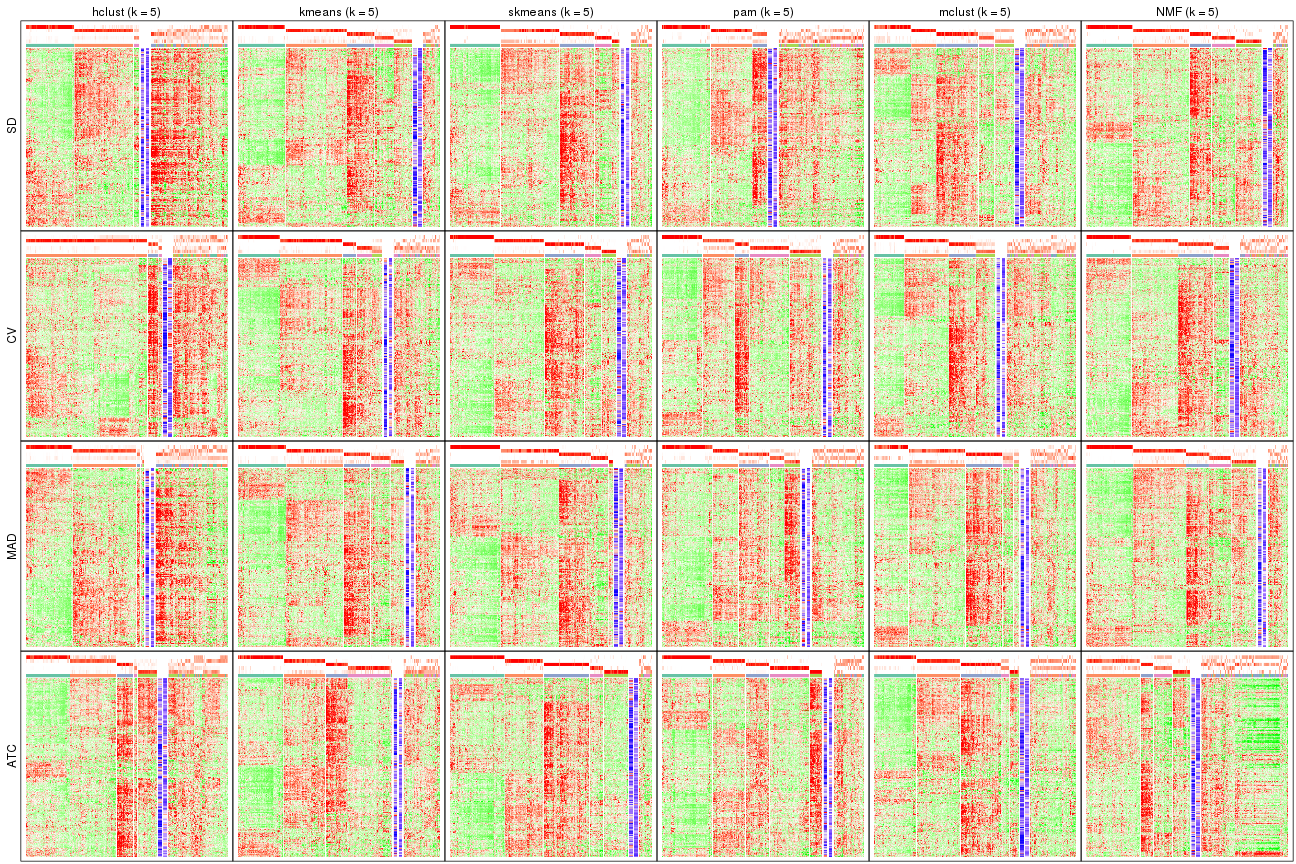 hclust (k = 5) kmeans (k = 5) skmeans (k = 5) pam (k = 5) mclust (k = 5) NMF (k = 5)
SD
CV
MAD
ATC